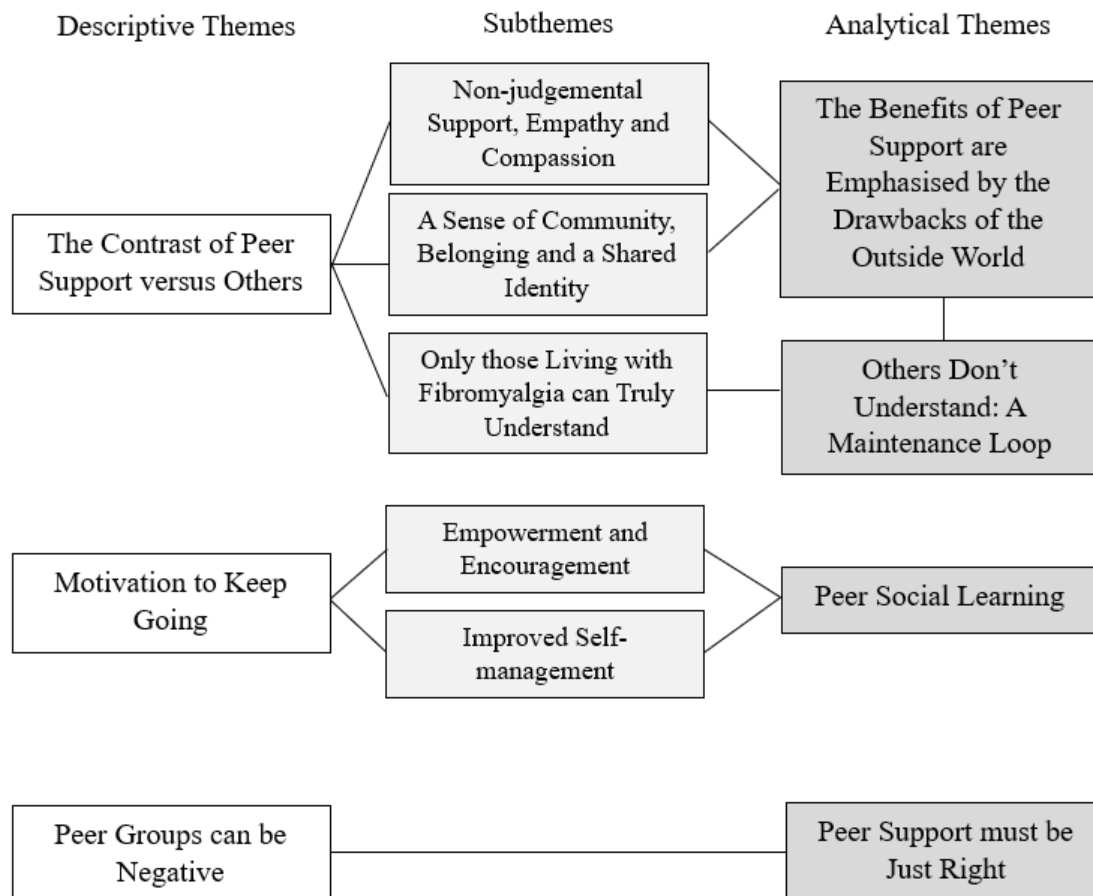 Descriptive Themes
Subthemes
Analytical Themes
The Contrast of Peer
Support versus Others
Non-judgemental
Support, Empathy and
Compassion
A Sense of Community,
Belonging and a Shared
Identity
Only those Living with
Fibromyalgia can Truly
Understand
The Benefits of Peer
Support are
Emphasised by the
Drawbacks of the
Outside World
Others Don’t
Understand: A
Maintenance Loop
Motivation to Keep
Going
Empowerment and
Encouragement
Improved Self-
management
Peer Social Learning
Peer Groups can be
Negative
Peer Support must be
Just Right